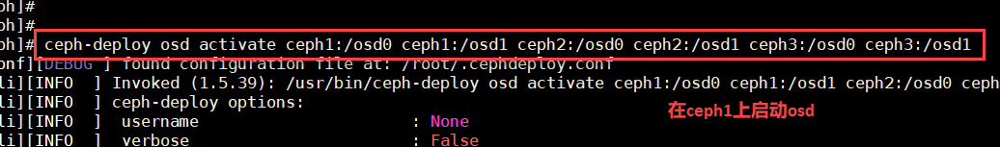 ph]#
ph]#
ph]# ceph-deploy osd activate ceph1:/osd0 ceph1:/osd1 ceph2:/osd0 ceph2:/osd1 ceph3:/osd0 ceph3:/osd1
onf][DEBUG ] found configuration file at: /root/.cephdeploy.conf
li][INFO  ] Invoked (1.5.39): /usr/bin/ceph-deploy osd activate ceph1:/osd0 ceph1:/osd1 ceph2:/osd0 ceph
li][INFO  ] ceph-deploy options:
在ceph1上启动osd
li][INFO  ]  username                      : None
li][INFO  ]  verbose                       : False